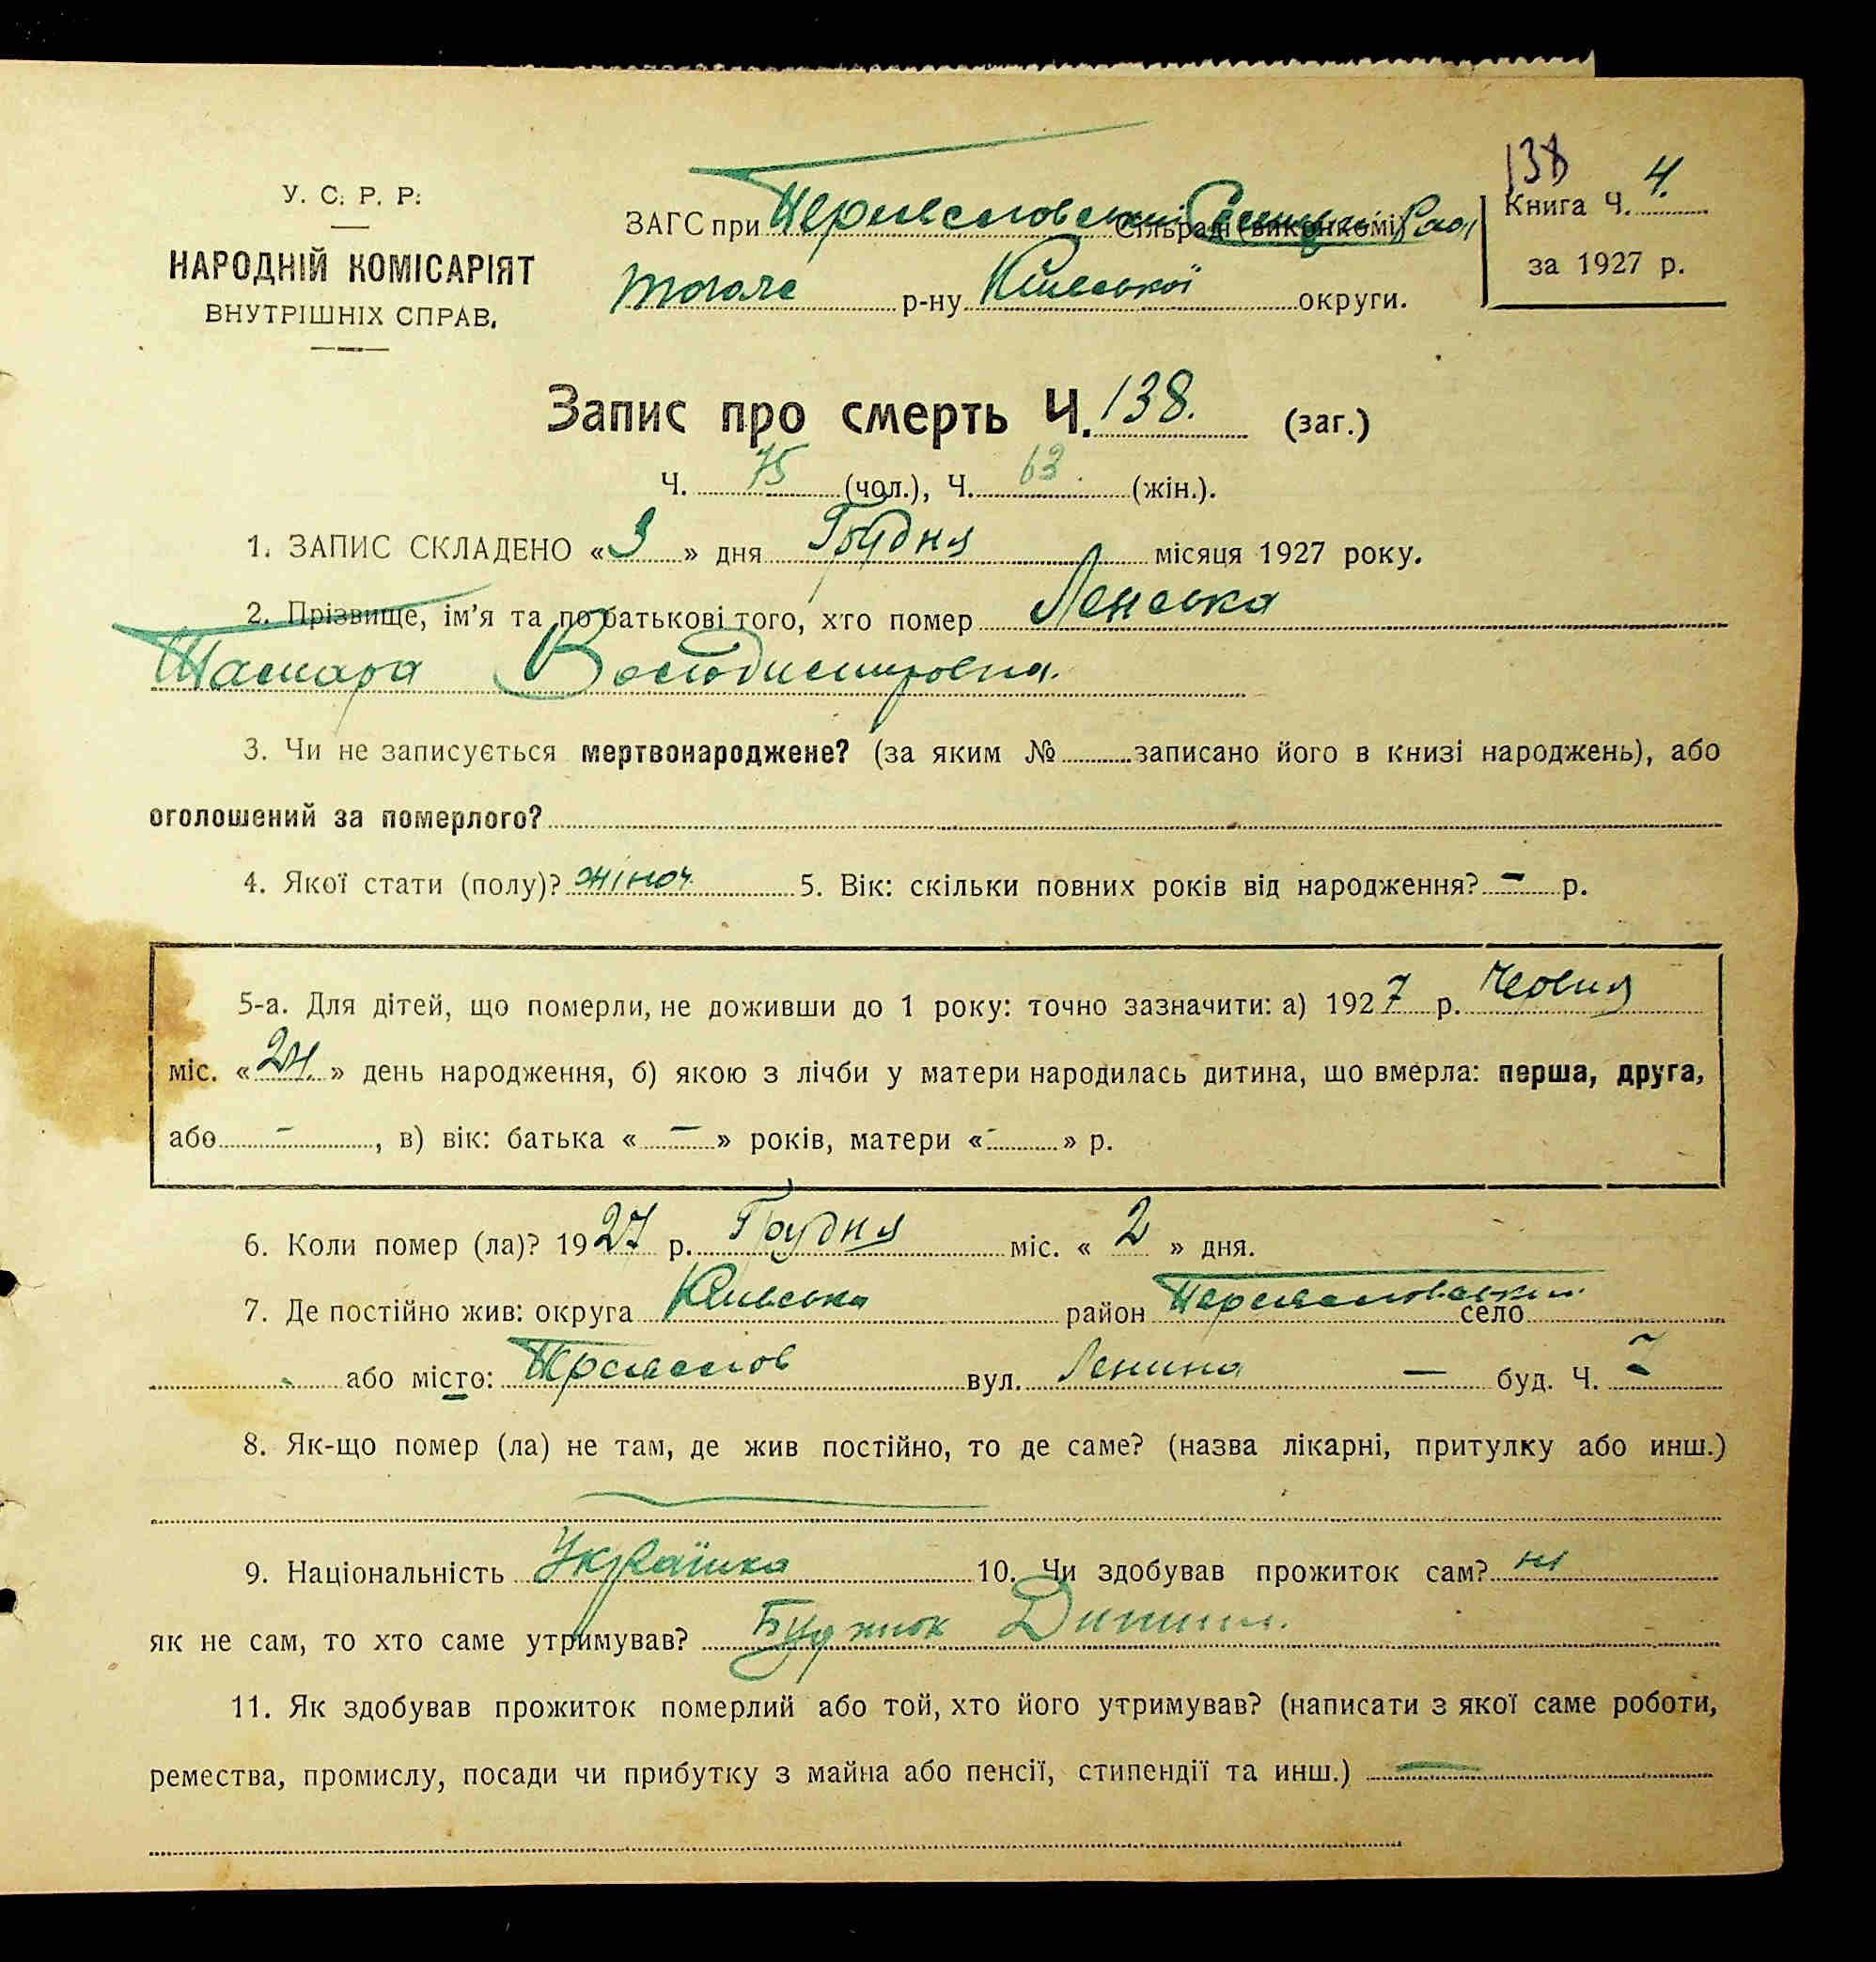 138
У. С. Р. Р.
НАРОДНІЙ КОМІСАРІЯТ
ВНУТРІШНІХ СПРАВ.
ЗАГС при Переяславській Сільраді (виконкомі)
того ж р-ну Київської округи.
Книга Ч. 4.
за 1927 р.
Запис про смерть Ч. 138. (заг.)
Ч. 75 (чол.), Ч. 63. (жін.).
1. ЗАПИС СКЛАДЕНО « 3 » дня Грудня місяця 1927 року.
2. Прізвище, ім'я та по батькові того, хто помер Ленська
Тамара Володимировна.
3. Чи не записується мертвонароджене? (за яким № записано його в книзі народжень), або
оголошений за померлого?
4. Якої стати (полу)? жіноч. 5. Вік: скільки повних років від народження? – р.
5-а. Для дітей, що померли, не доживши до 1 року: точно зазначити: а) 1927 р. Червня
міс. « 24 » день народження, б) якою з лічби у матери народилась дитина, що вмерла: перша, друга,
або – , в) вік: батька « – » років, матери « – » р.
6. Коли помер (ла)? 1927 р. Грудня міс. « 2 » дня.
7. Де постійно жив: округа Київська район Переяславський село
або місто: Переяслов вул. Леніна – буд. Ч. 7
8. Як-що помер (ла) не там, де жив постійно, то де саме? (назва лікарні, притулку або инш.)
9. Національність Українка 10. Чи здобував прожиток сам? ні
як не сам, то хто саме утримував? Будинок Дитини.
11. Як здобував прожиток померлий або той, хто його утримував? (написати з якої саме роботи,
ремества, промислу, посади чи прибутку з майна або пенсії, стипендії та инш.) —